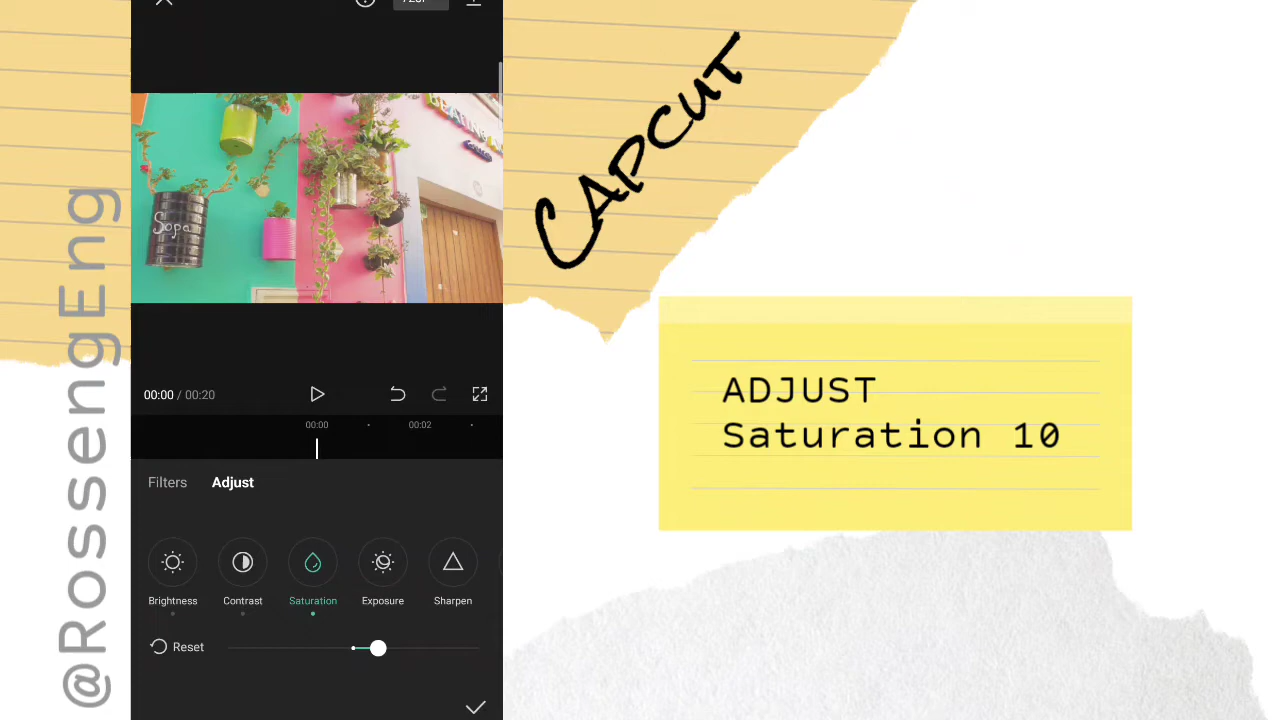 @RossengEng
Sopa
CAPCUT
00:00 / 00:20
00:00
00:02
Filters
Adjust
Brightness
Contrast
Saturation
Exposure
Sharpen
Reset
ADJUST
Saturation 10